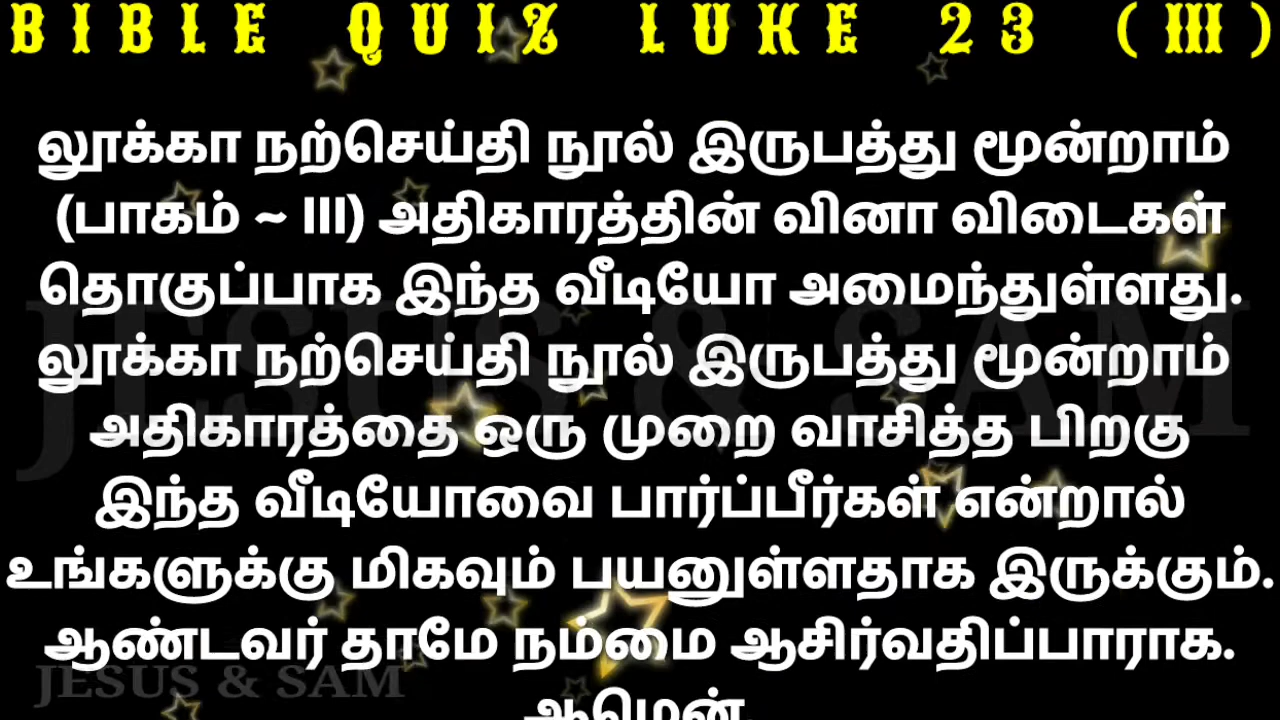 BIBLE QUIZ LUKE 23 (III)
லூக்கா நற்செய்தி நூல் இருபத்து மூன்றாம்
(பாகம் ~ III) அதிகாரத்தின் வினா விடைகள்
தொகுப்பாக இந்த வீடியோ அமைந்துள்ளது.
லூக்கா நற்செய்தி நூல் இருபத்து மூன்றாம்
அதிகாரத்தை ஒரு முறை வாசித்த பிறகு
இந்த வீடியோவை பார்ப்பீர்கள் என்றால்
உங்களுக்கு மிகவும் பயனுள்ளதாக இருக்கும்.
ஆண்டவர் தாமே நம்மை ஆசிர்வதிப்பாராக.
ஆமென்.
JESUS & SAM
JESUS & SAM